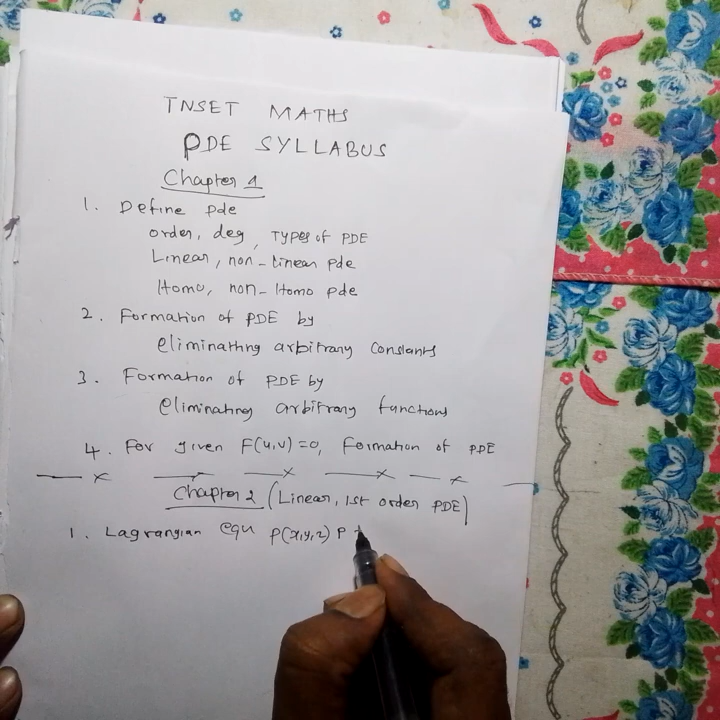 TNSET MATHS
PDE SYLLABUS
Chapter 1
1. Define pde
order, deg, Types of PDE
Linear, non-linear pde
Homo, non-Homo pde
2. Formation of PDE by
eliminating arbitrary constants
3. Formation of PDE by
eliminating arbitrary functions
4. For given F(u,v)=0, Formation of PDE
Chapter 2 (Linear, 1st order PDE)
1. Lagrangian equ P(x,y,z) P +